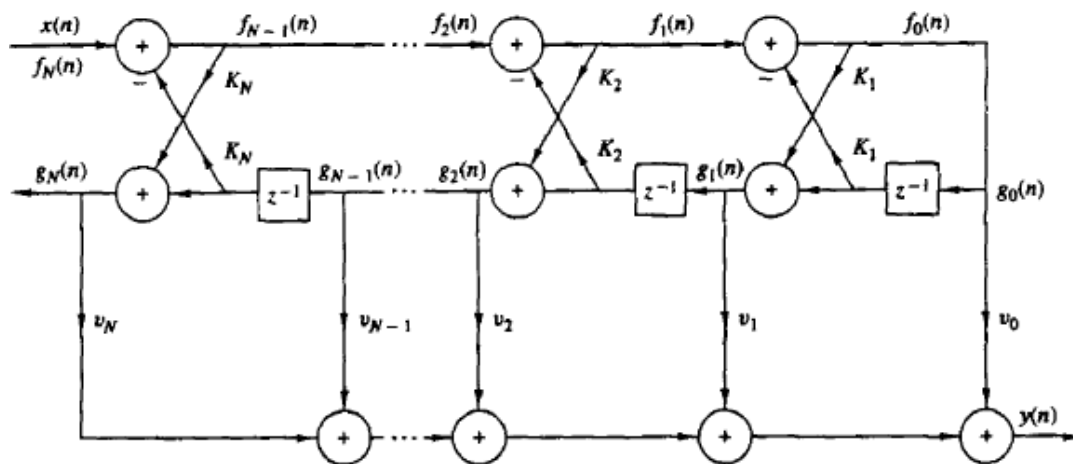 x(n) f_{N-1}(n) f_2(n) f_1(n) f_0(n)
+ ··· + +
f_N(n)
− K_N − K_2 − K_1
K_N K_2 K_1
g_N(n) g_{N-1}(n) g_2(n) g_1(n)
+ z^{-1} ··· + z^{-1} + z^{-1} g_0(n)
v_N v_{N-1} v_2 v_1 v_0
y(n)
+ ··· + + +